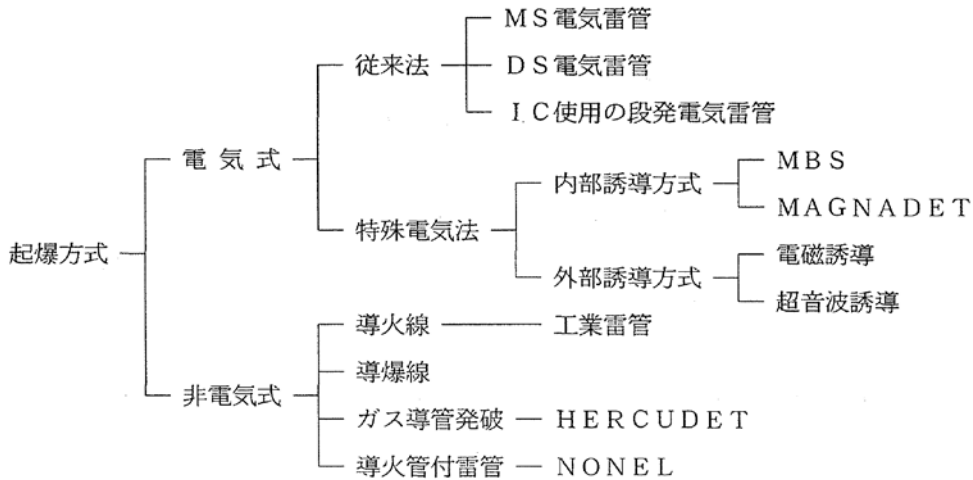 MS電気雷管
従来法
DS電気雷管
IC使用の段発電気雷管
電気式
MBS
内部誘導方式
MAGNADET
特殊電気法
起爆方式
電磁誘導
外部誘導方式
超音波誘導
導火線
工業雷管
導爆線
非電気式
ガス導管発破
HERCUDET
導火管付雷管
NONEL